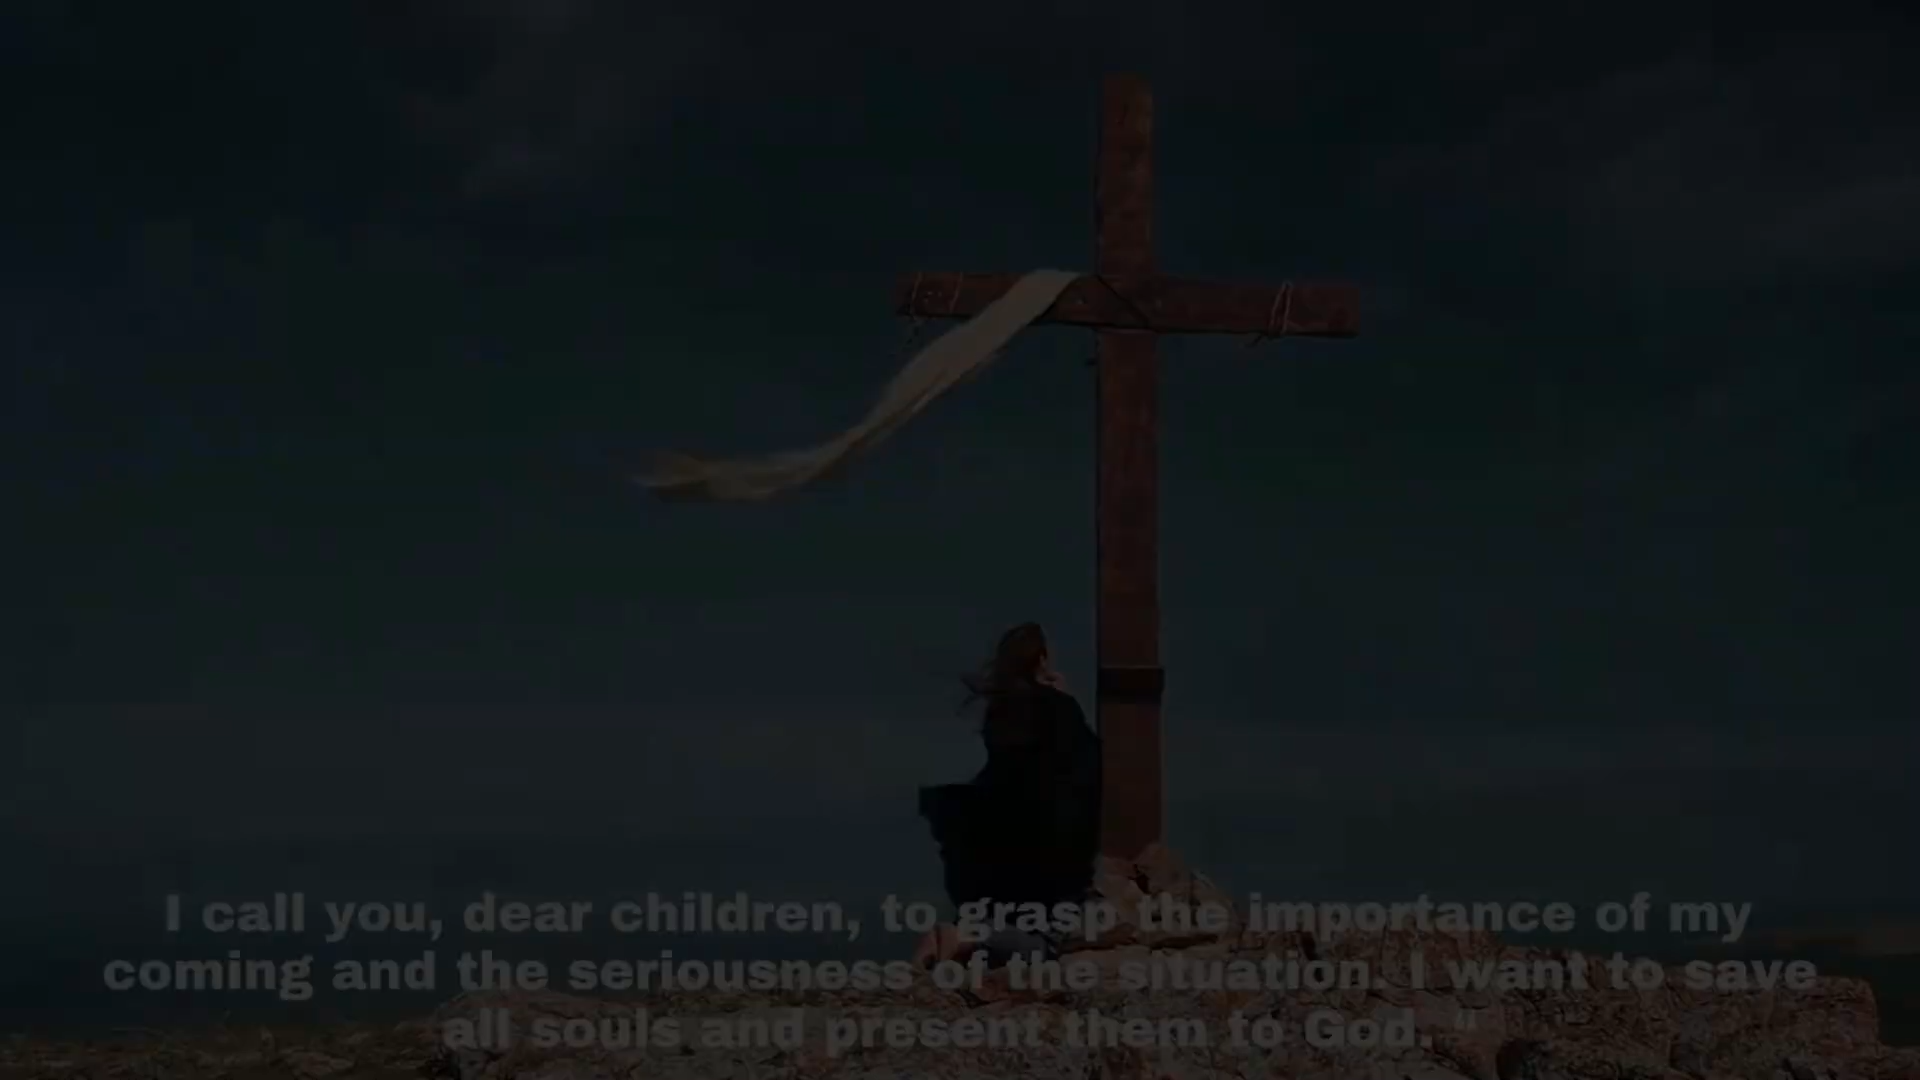 I call you, dear children, to grasp the importance of my
coming and the seriousness of the situation. I want to save
all souls and present them to God. "